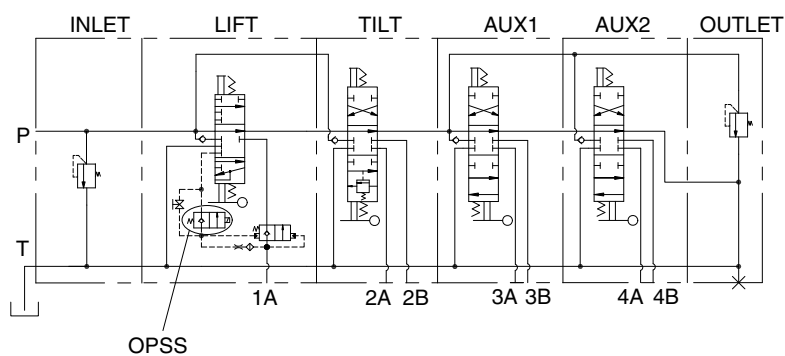 INLET LIFT TILT AUX1 AUX2 OUTLET
P
T
1A 2A 2B 3A 3B 4A 4B
OPSS